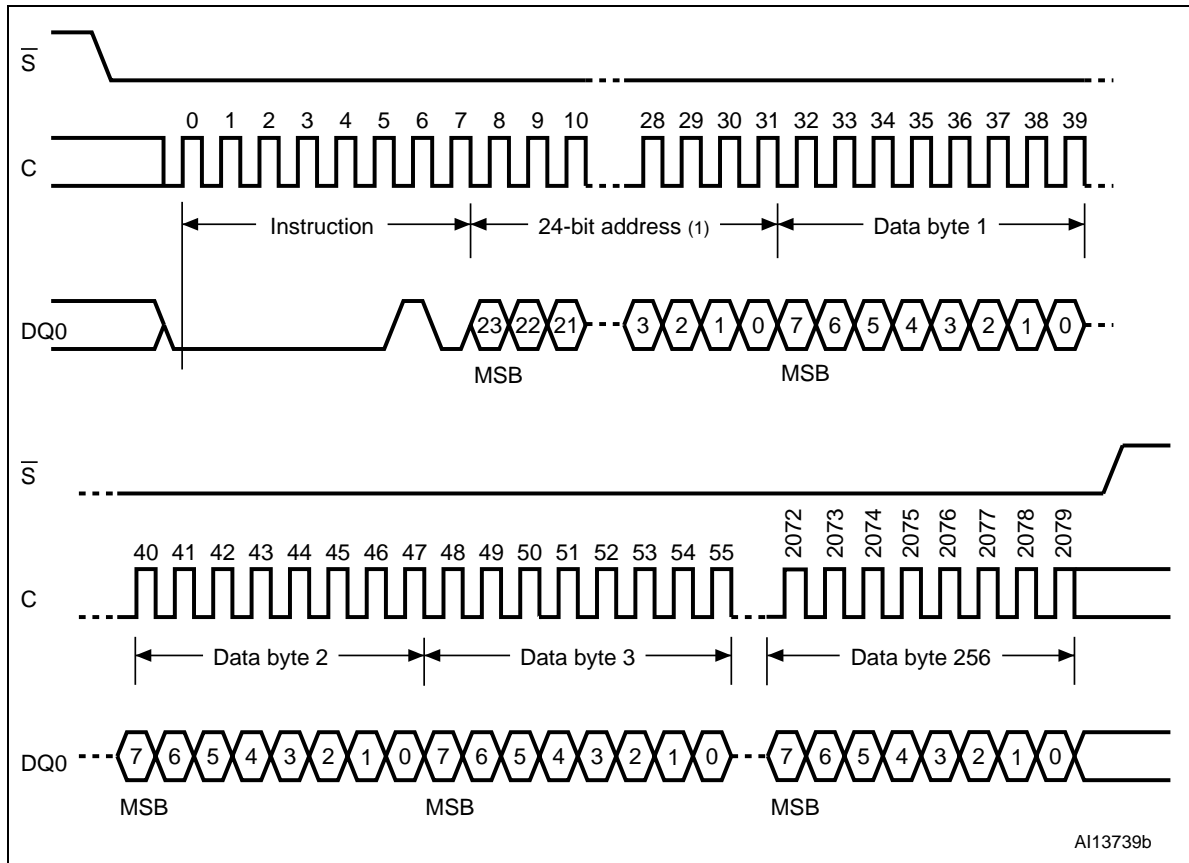 S
0 1 2 3 4 5 6 7 8 9 10 28 29 30 31 32 33 34 35 36 37 38 39
C
Instruction 24-bit address (1) Data byte 1
DQ0 23 22 21 3 2 1 0 7 6 5 4 3 2 1 0
MSB MSB
S
40 41 42 43 44 45 46 47 48 49 50 51 52 53 54 55 2072 2073 2074 2075 2076 2077 2078 2079
C
Data byte 2 Data byte 3 Data byte 256
DQ0 7 6 5 4 3 2 1 0 7 6 5 4 3 2 1 0 7 6 5 4 3 2 1 0
MSB MSB MSB
AI13739b